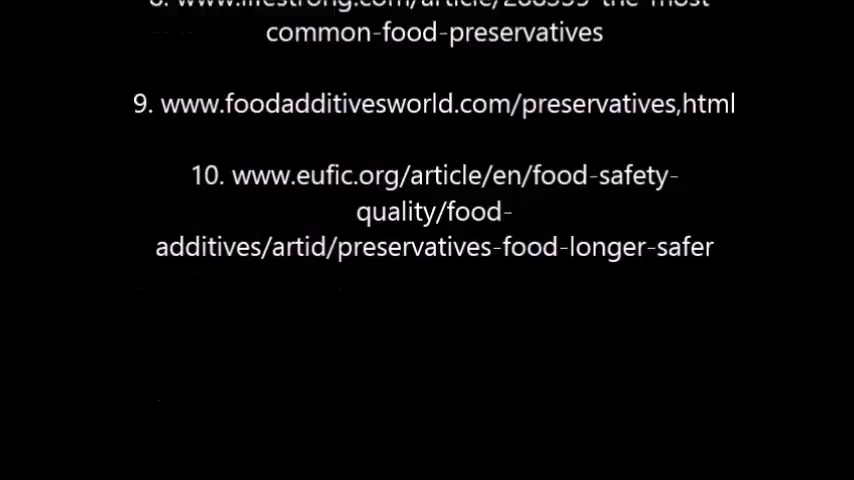 common-food-preservatives
9. www.foodadditivesworld.com/preservatives,html
10. www.eufic.org/article/en/food-safety-
quality/food-
additives/artid/preservatives-food-longer-safer